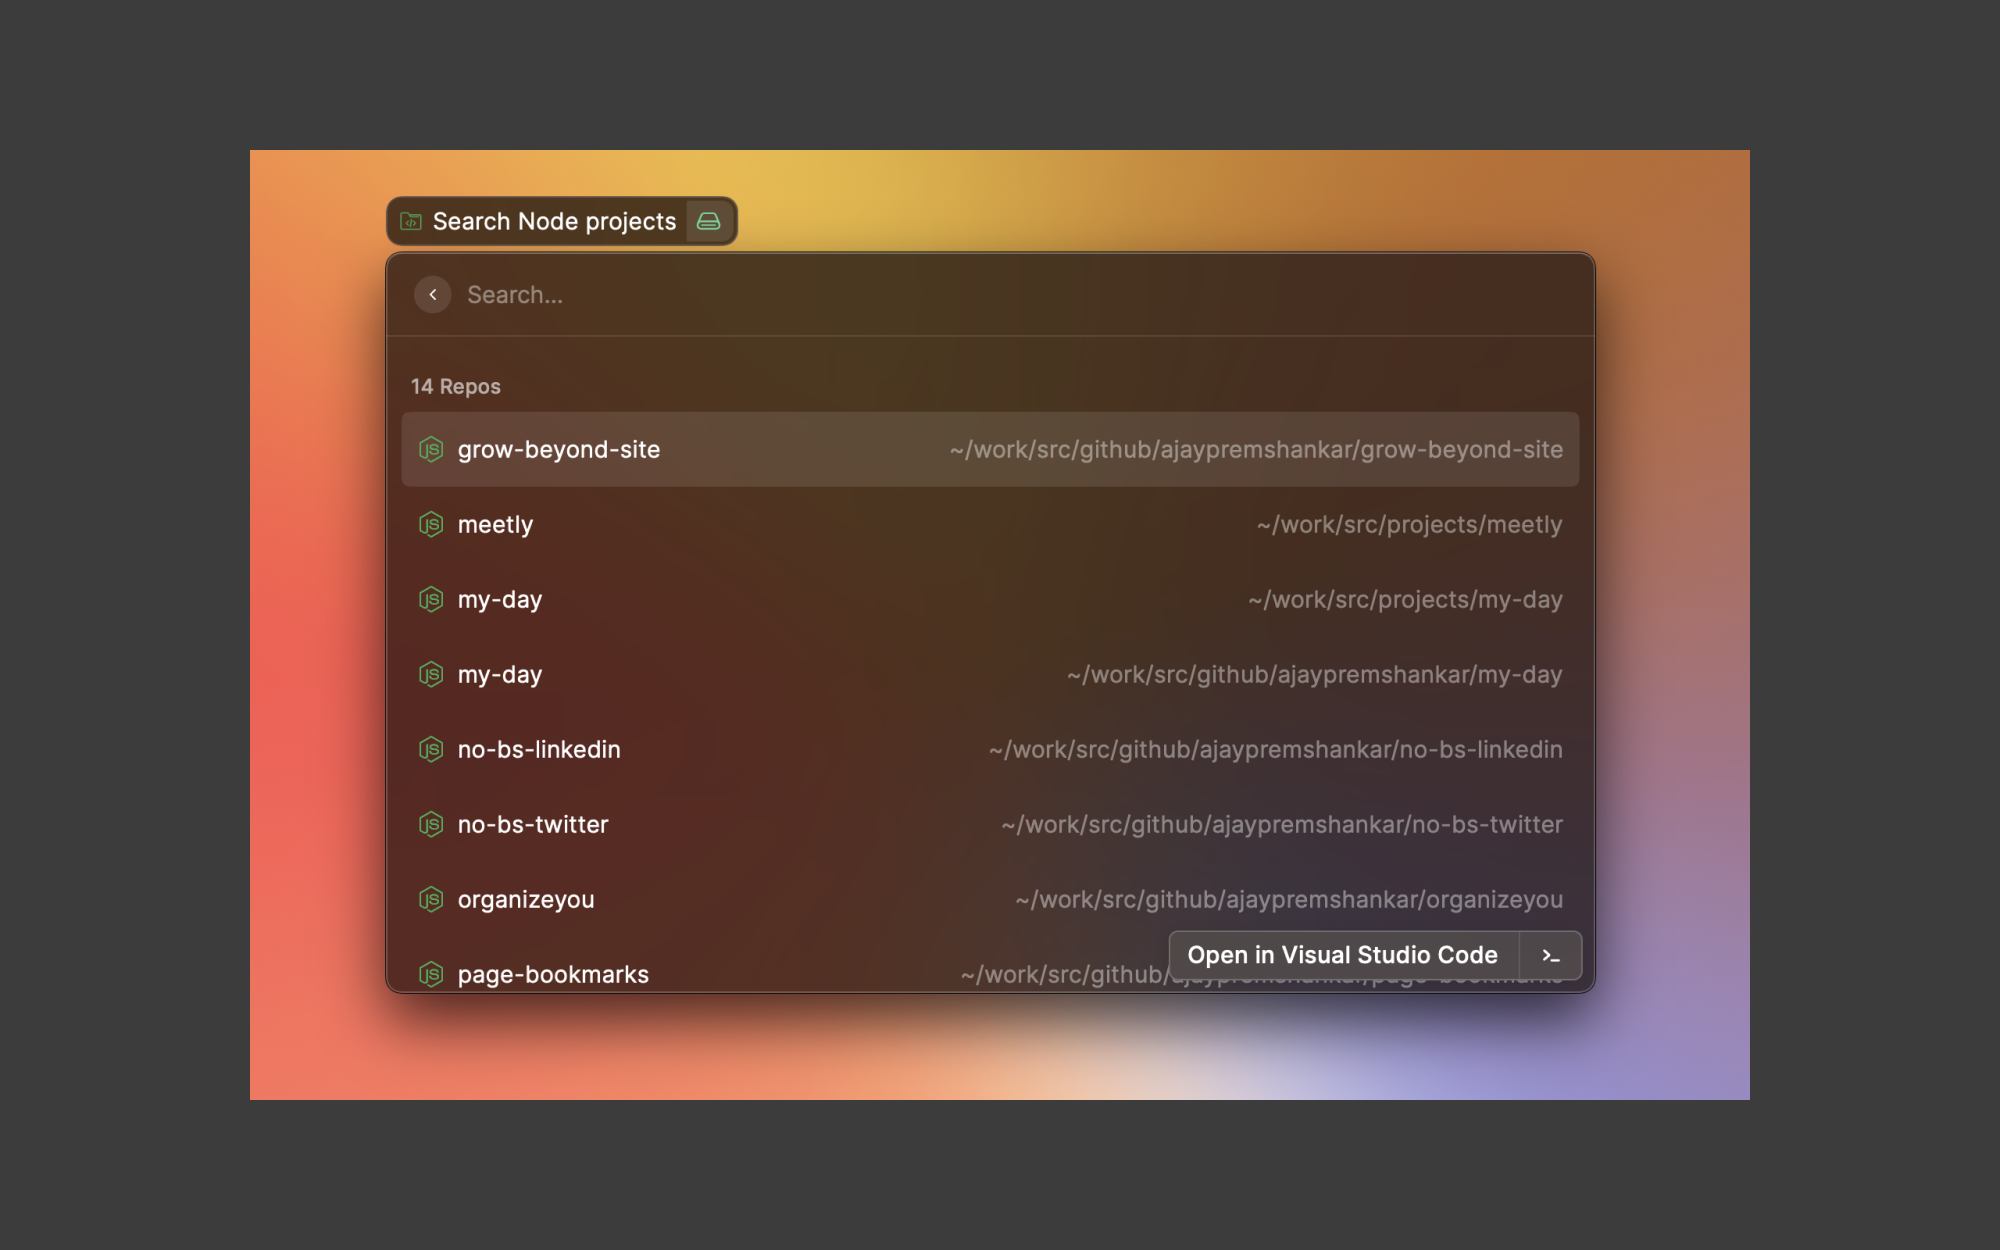 Search Node projects
Search...
14 Repos
grow-beyond-site ~/work/src/github/ajaypremshankar/grow-beyond-site
meetly ~/work/src/projects/meetly
my-day ~/work/src/projects/my-day
my-day ~/work/src/github/ajaypremshankar/my-day
no-bs-linkedin ~/work/src/github/ajaypremshankar/no-bs-linkedin
no-bs-twitter ~/work/src/github/ajaypremshankar/no-bs-twitter
organizeyou ~/work/src/github/ajaypremshankar/organizeyou
Open in Visual Studio Code
page-bookmarks ~/work/src/github/ajaypremshankar/page-bookmarks